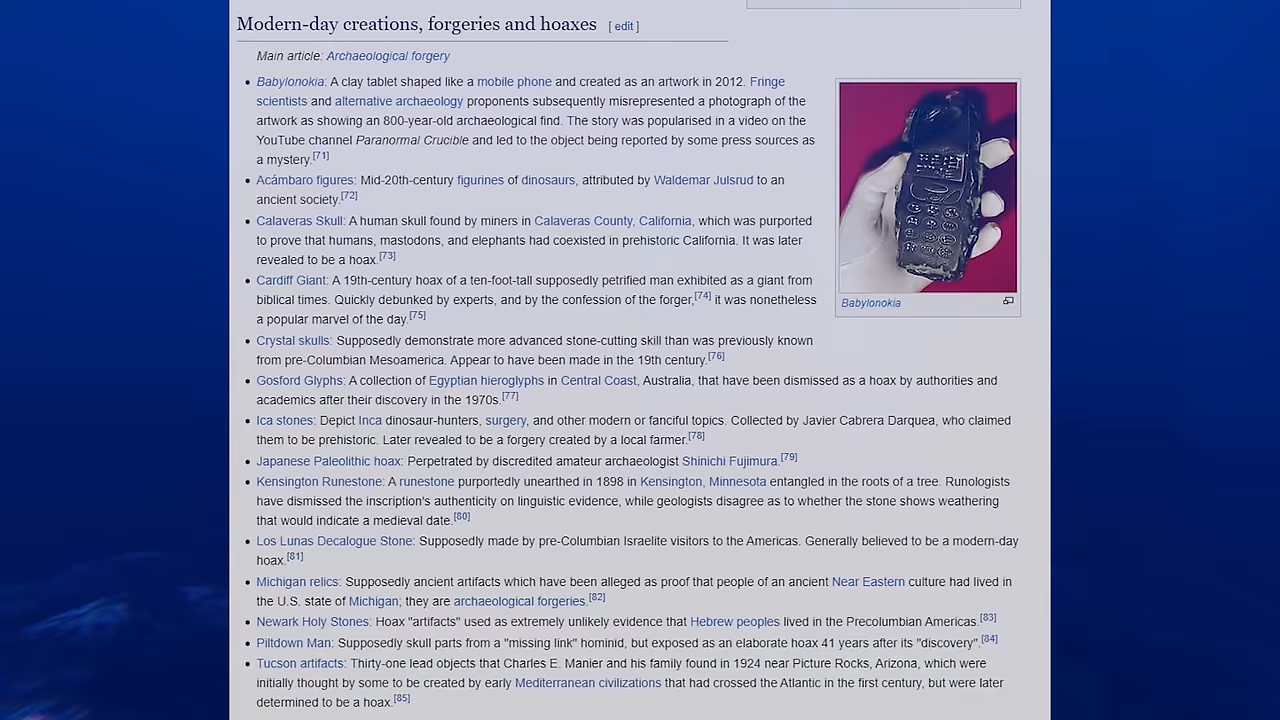 Modern-day creations, forgeries and hoaxes [ edit ]
Main article: Archaeological forgery
• Babylonokia: A clay tablet shaped like a mobile phone and created as an artwork in 2012. Fringe
scientists and alternative archaeology proponents subsequently misrepresented a photograph of the
artwork as showing an 800-year-old archaeological find. The story was popularised in a video on the
YouTube channel Paranormal Crucible and led to the object being reported by some press sources as
a mystery.[71]
• Acámbaro figures: Mid-20th-century figurines of dinosaurs, attributed by Waldemar Julsrud to an
ancient society.[72]
• Calaveras Skull: A human skull found by miners in Calaveras County, California, which was purported
to prove that humans, mastodons, and elephants had coexisted in prehistoric California. It was later
revealed to be a hoax.[73]
• Cardiff Giant: A 19th-century hoax of a ten-foot-tall supposedly petrified man exhibited as a giant from
biblical times. Quickly debunked by experts, and by the confession of the forger,[74] it was nonetheless
a popular marvel of the day.[75]
• Crystal skulls: Supposedly demonstrate more advanced stone-cutting skill than was previously known
from pre-Columbian Mesoamerica. Appear to have been made in the 19th century.[76]
• Gosford Glyphs: A collection of Egyptian hieroglyphs in Central Coast, Australia, that have been dismissed as a hoax by authorities and
academics after their discovery in the 1970s.[77]
• Ica stones: Depict Inca dinosaur-hunters, surgery, and other modern or fanciful topics. Collected by Javier Cabrera Darquea, who claimed
them to be prehistoric. Later revealed to be a forgery created by a local farmer.[78]
• Japanese Paleolithic hoax: Perpetrated by discredited amateur archaeologist Shinichi Fujimura.[79]
• Kensington Runestone: A runestone purportedly unearthed in 1898 in Kensington, Minnesota entangled in the roots of a tree. Runologists
have dismissed the inscription's authenticity on linguistic evidence, while geologists disagree as to whether the stone shows weathering
that would indicate a medieval date.[80]
• Los Lunas Decalogue Stone: Supposedly made by pre-Columbian Israelite visitors to the Americas. Generally believed to be a modern-day
hoax.[81]
• Michigan relics: Supposedly ancient artifacts which have been alleged as proof that people of an ancient Near Eastern culture had lived in
the U.S. state of Michigan; they are archaeological forgeries.[82]
• Newark Holy Stones: Hoax "artifacts" used as extremely unlikely evidence that Hebrew peoples lived in the Precolumbian Americas.[83]
• Piltdown Man: Supposedly skull parts from a "missing link" hominid, but exposed as an elaborate hoax 41 years after its "discovery".[84]
• Tucson artifacts: Thirty-one lead objects that Charles E. Manier and his family found in 1924 near Picture Rocks, Arizona, which were
initially thought by some to be created by early Mediterranean civilizations that had crossed the Atlantic in the first century, but were later
determined to be a hoax.[85]
Babylonokia